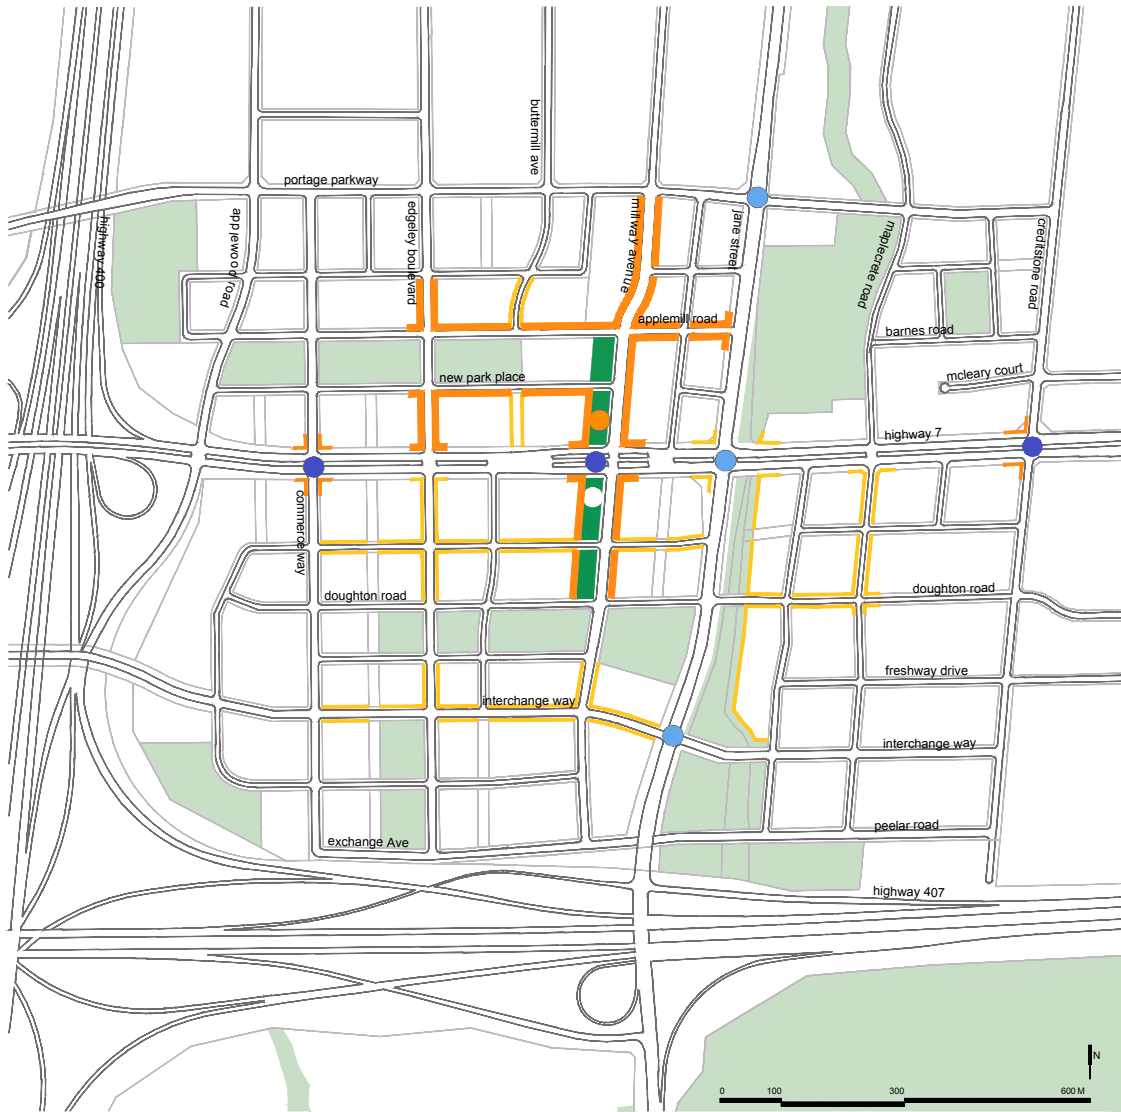 buttermill ave
portage parkway
highway 400
applewood road
edgeley boulevard
millway avenue
jane street
maplecrete road
creditstone road
applemill road
barnes road
mcleary court
new park place
highway 7
commerce way
doughton road
doughton road
freshway drive
interchange way
interchange way
peelar road
exchange Ave
highway 407
N
0 100 300 600 M